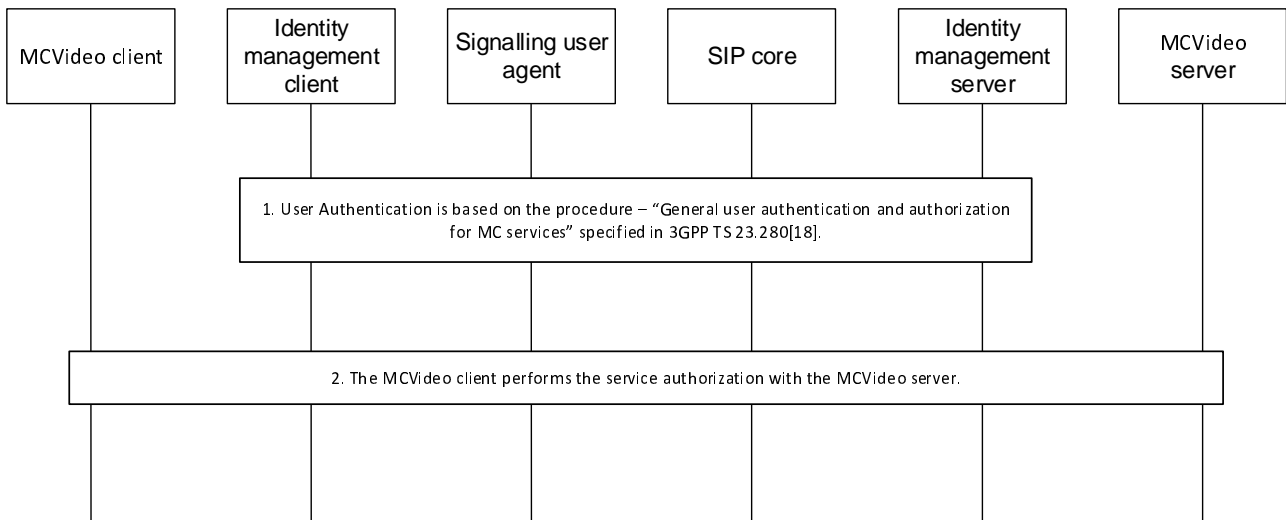 MCVideo client
Identity
management
client
Signalling user
agent
SIP core
Identity
management
server
MCVideo
server
1. User Authentication is based on the procedure – “General user authentication and authorization
for MC services” specified in 3GPP TS 23.280[18].
2. The MCVideo client performs the service authorization with the MCVideo server.